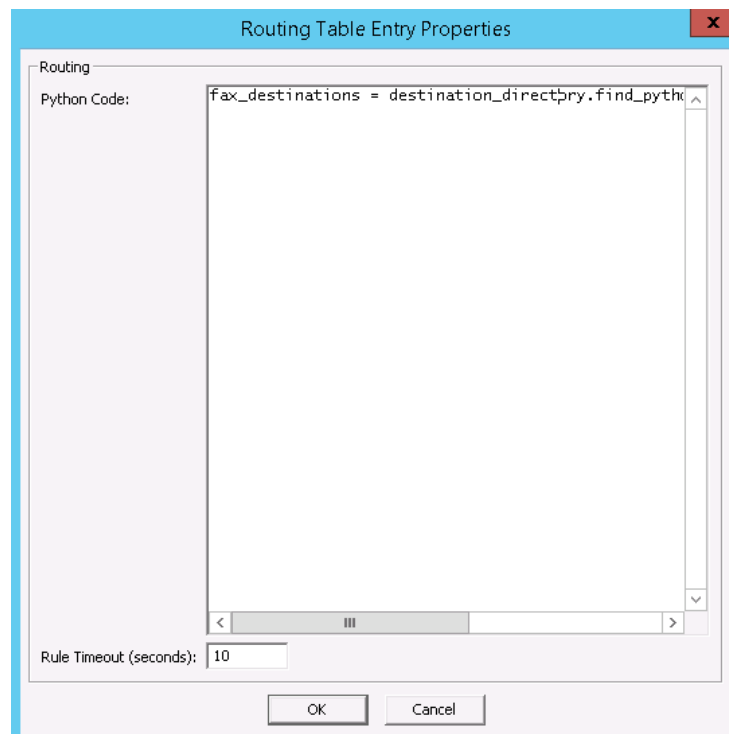 Routing Table Entry Properties
x
Routing
Python Code:
fax_destinations = destination_directory.find_pytho
Rule Timeout (seconds):
10
OK
Cancel